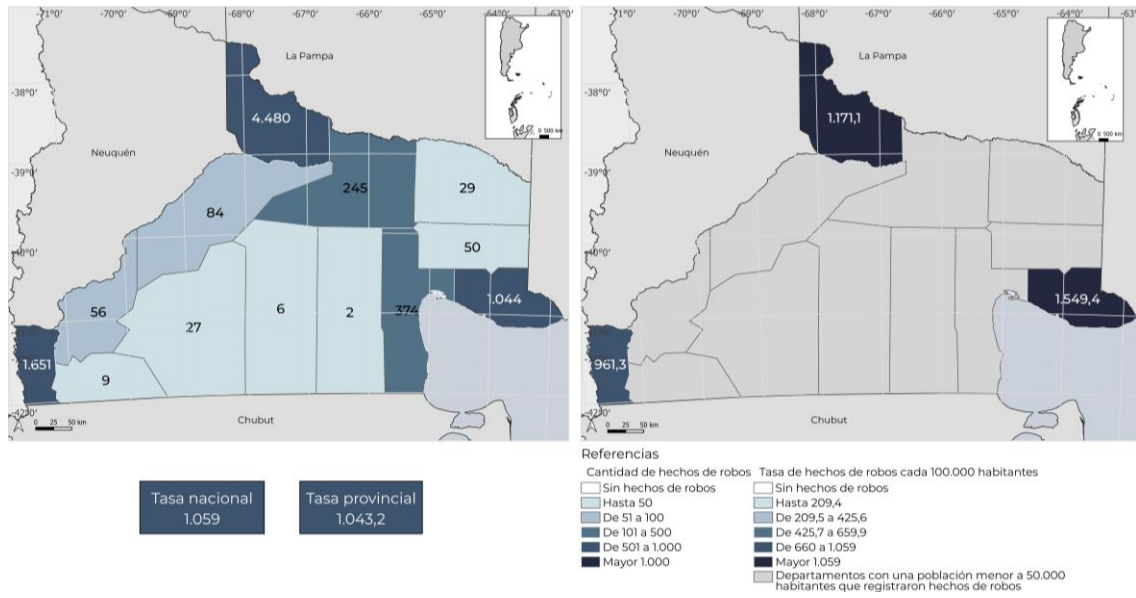 -71°0' -70°0' -69°0' -68°0' -67°0' -66°0' -65°0' -64°0'
La Pampa
-38°0'
4.480
0 500 km
Neuquén
-39°0'
245
29
84
-40°0'
50
1.044
56
374
6
2
27
1.651
9
-42°0'
0 25 50 km
Chubut
-71°0' -70°0' -69°0' -68°0' -67°0' -66°0' -65°0' -64°0' -63°0'
La Pampa
-38°0'
1.171,1
0 500 km
Neuquén
-39°0'
-40°0'
1.549,4
961,3
-42°0'
0 25 50 km
Chubut
Tasa nacional
1.059
Tasa provincial
1.043,2
Referencias
Cantidad de hechos de robos
Sin hechos de robos
Hasta 50
De 51 a 100
De 101 a 500
De 501 a 1.000
Mayor 1.000
Tasa de hechos de robos cada 100.000 habitantes
Sin hechos de robos
Hasta 209,4
De 209,5 a 425,6
De 425,7 a 659,9
De 660 a 1.059
Mayor 1.059
Departamentos con una población menor a 50.000
habitantes que registraron hechos de robos